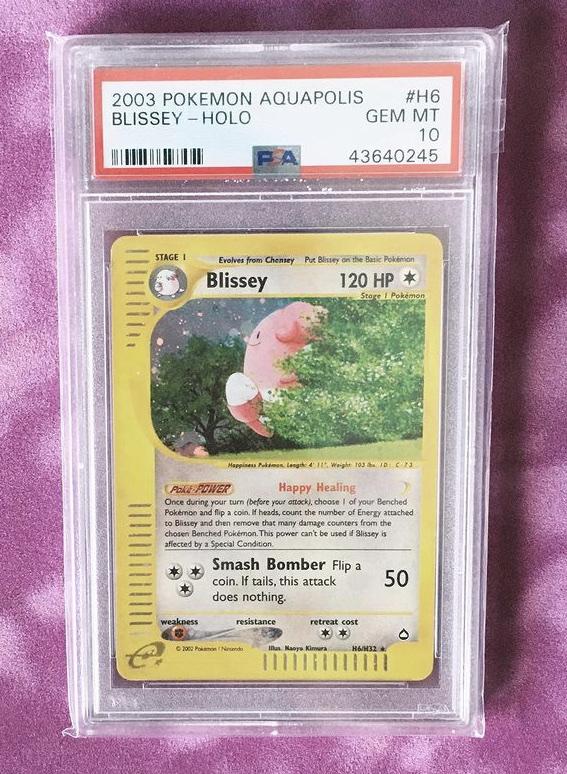 2003 POKEMON AQUAPOLIS #H6
BLISSEY – HOLO GEM MT
10
PSA 43640245
STAGE 1 Evolves from Chansey Put Blissey on the Basic Pokémon
Blissey 120 HP
Stage 1 Pokémon
Happiness Pokémon. Length: 4' 11", Weight: 103 lbs. ID: C-73
Poké-POWER Happy Healing
Once during your turn (before your attack), choose 1 of your Benched
Pokémon and flip a coin. If heads, count the number of Energy attached
to Blissey and then remove that many damage counters from the
chosen Benched Pokémon. This power can't be used if Blissey is
affected by a Special Condition.
Smash Bomber Flip a
coin. If tails, this attack 50
does nothing.
weakness resistance retreat cost
e © 2002 Pokémon / Nintendo Illus. Naoyo Kimura H6/H32 ★